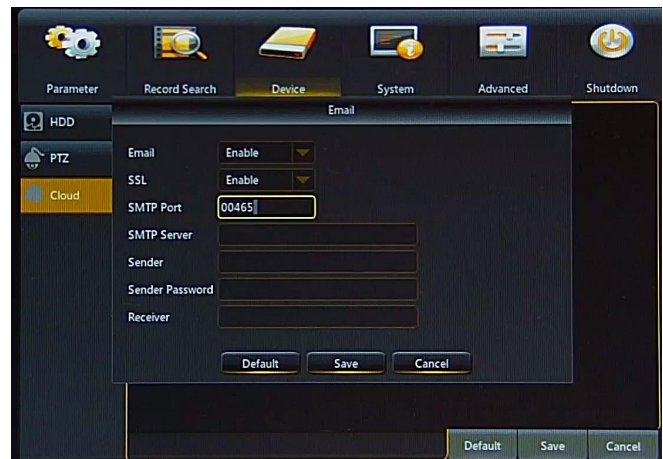 Parameter Record Search Device System Advanced Shutdown
Email
HDD
PTZ
Cloud
Email Enable
SSL Enable
SMTP Port 00465
SMTP Server
Sender
Sender Password
Receiver
Default Save Cancel
Default Save Cancel